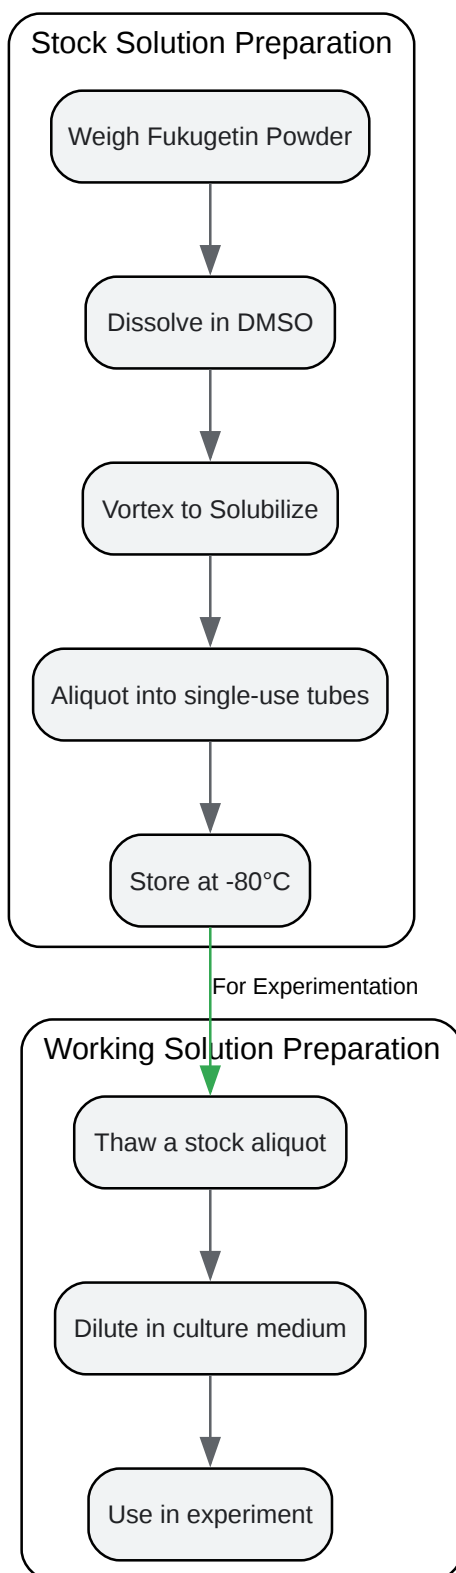 Stock Solution Preparation
Weigh Fukugetin Powder
Dissolve in DMSO
Vortex to Solubilize
Aliquot into single-use tubes
Store at -80°C
For Experimentation
Working Solution Preparation
Thaw a stock aliquot
Dilute in culture medium
Use in experiment